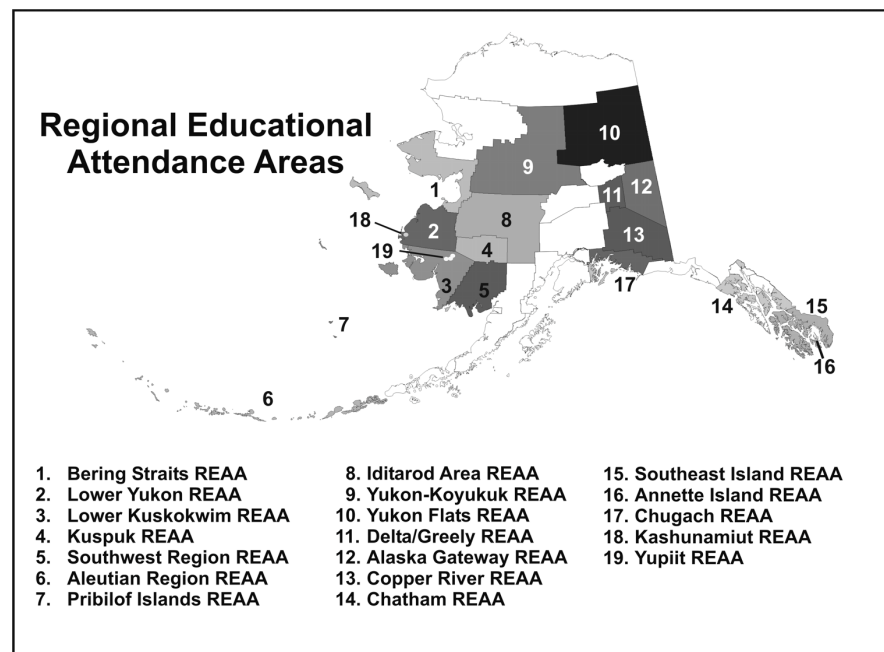 Regional Educational
Attendance Areas
10
9
12
1
11
18
2
8
13
19
4
3
5
17
14
15
7
16
6
1. Bering Straits REAA
2. Lower Yukon REAA
3. Lower Kuskokwim REAA
4. Kuspuk REAA
5. Southwest Region REAA
6. Aleutian Region REAA
7. Pribilof Islands REAA
8. Iditarod Area REAA
9. Yukon-Koyukuk REAA
10. Yukon Flats REAA
11. Delta/Greely REAA
12. Alaska Gateway REAA
13. Copper River REAA
14. Chatham REAA
15. Southeast Island REAA
16. Annette Island REAA
17. Chugach REAA
18. Kashunamiut REAA
19. Yupiit REAA